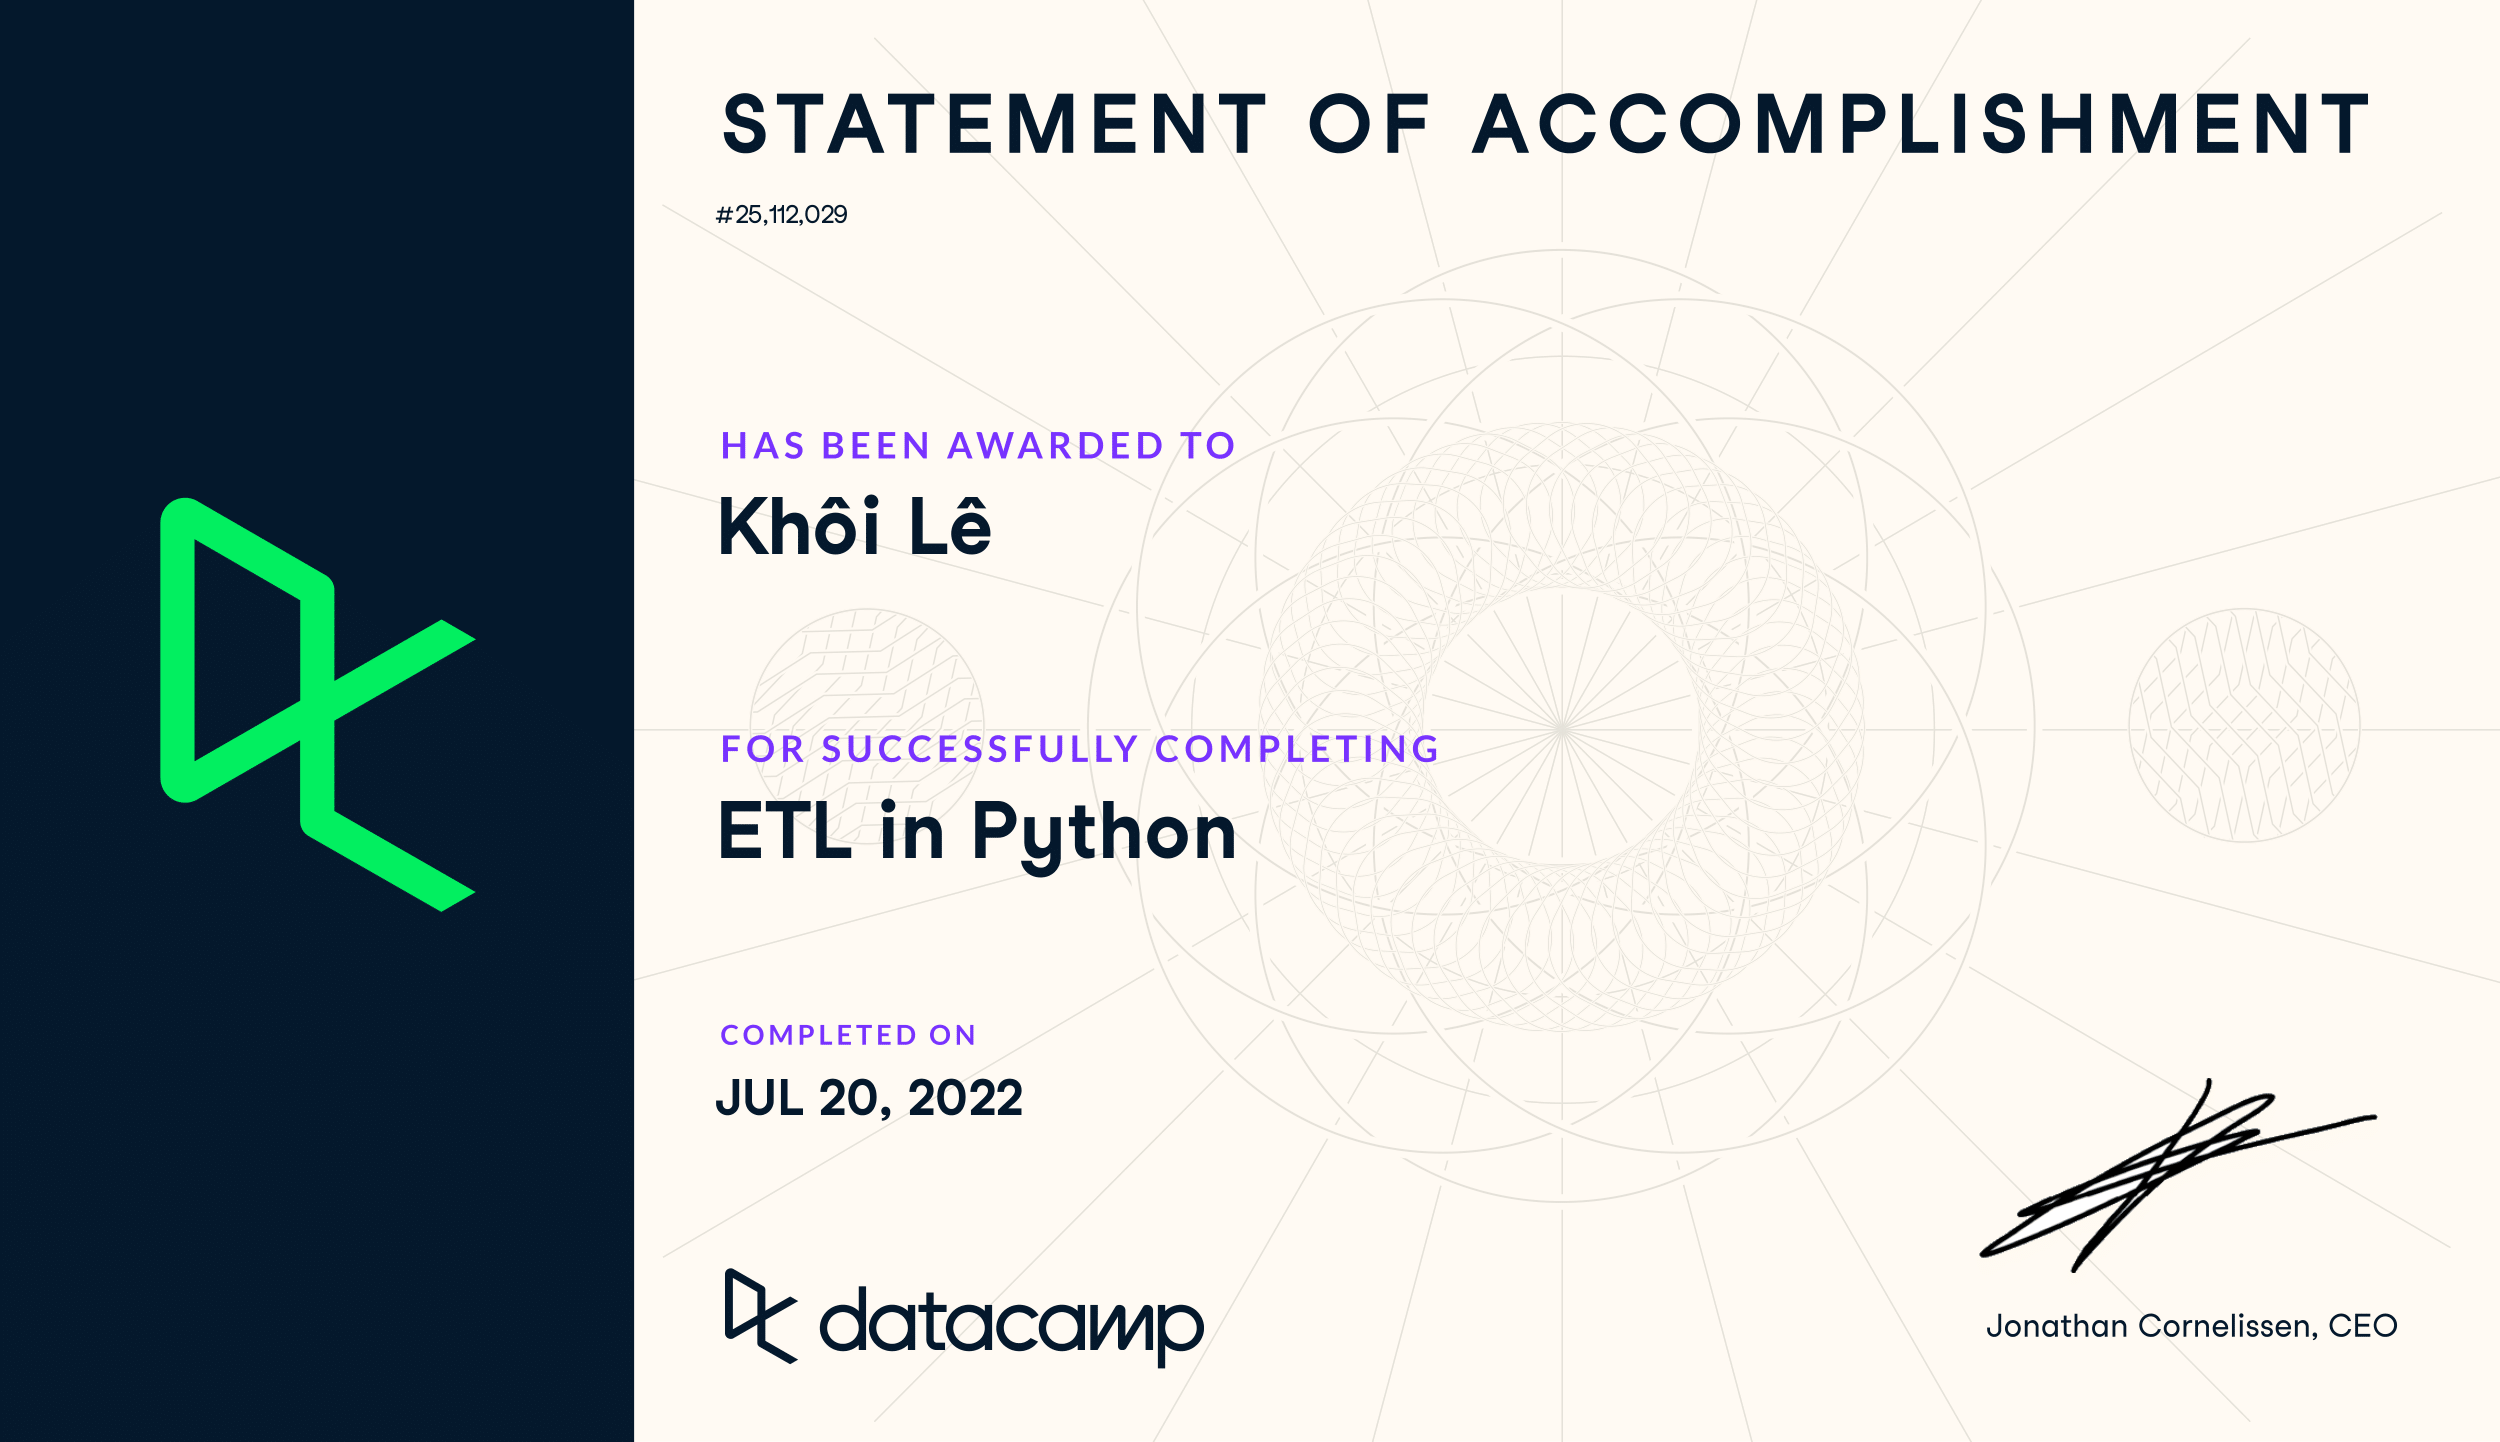 STATEMENT OF ACCOMPLISHMENT
#25,112,029
HAS BEEN AWARDED TO
Khôi Lê
FOR SUCCESSFULLY COMPLETING
ETL in Python
COMPLETED ON
JUL 20, 2022
datacamp
Jonathan Cornelissen, CEO